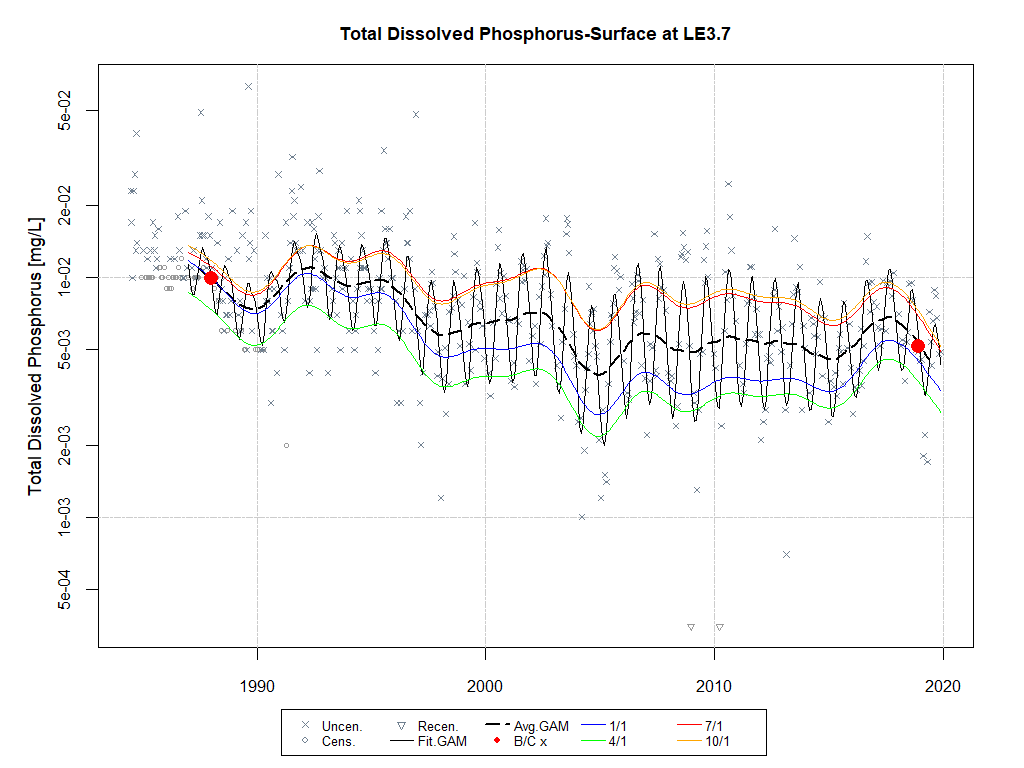 Total Dissolved Phosphorus-Surface at LE3.7
Total Dissolved Phosphorus [mg/L]
5e-02
2e-02
1e-02
5e-03
2e-03
1e-03
5e-04
1990 2000 2010 2020
Uncen. Recen. Avg.GAM 1/1 7/1
Cens. Fit.GAM B/C x 4/1 10/1